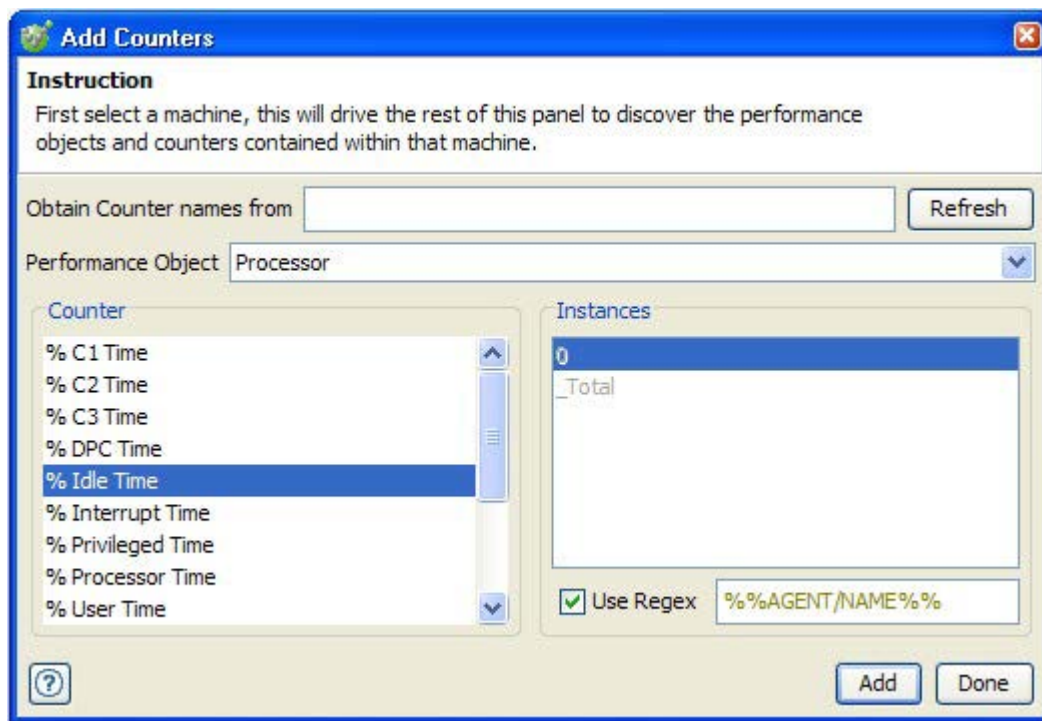 Add Counters
Instruction
First select a machine, this will drive the rest of this panel to discover the performance
objects and counters contained within that machine.
Obtain Counter names from
Refresh
Performance Object Processor
Counter
% C1 Time
% C2 Time
% C3 Time
% DPC Time
% Idle Time
% Interrupt Time
% Privileged Time
% Processor Time
% User Time
Instances
0
_Total
Use Regex %%AGENT/NAME%%
?
Add
Done